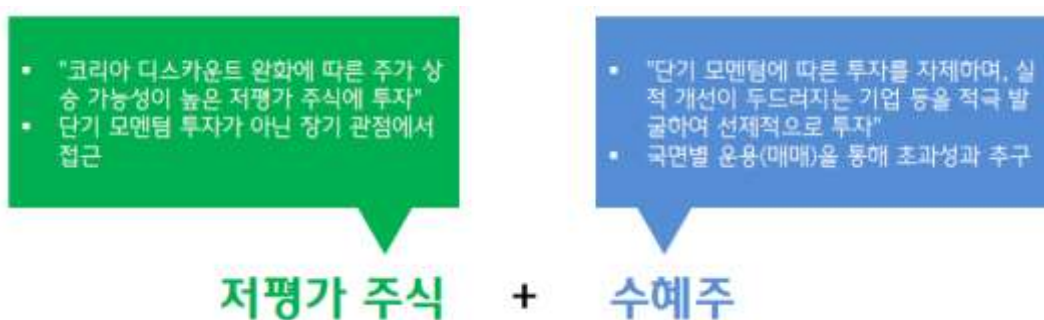 ▪ "코리아 디스카운트 완화에 따른 주가 상
승 가능성이 높은 저평가 주식에 투자"
▪ 단기 모멘텀 투자가 아닌 장기 관점에서
접근
▪ "단기 모멘텀에 따른 투자를 자제하며, 실
적 개선이 두드러지는 기업 등을 적극 발
굴하여 선제적으로 투자"
▪ 국면별 운용(매매)을 통해 초과성과 추구
저평가 주식 + 수혜주